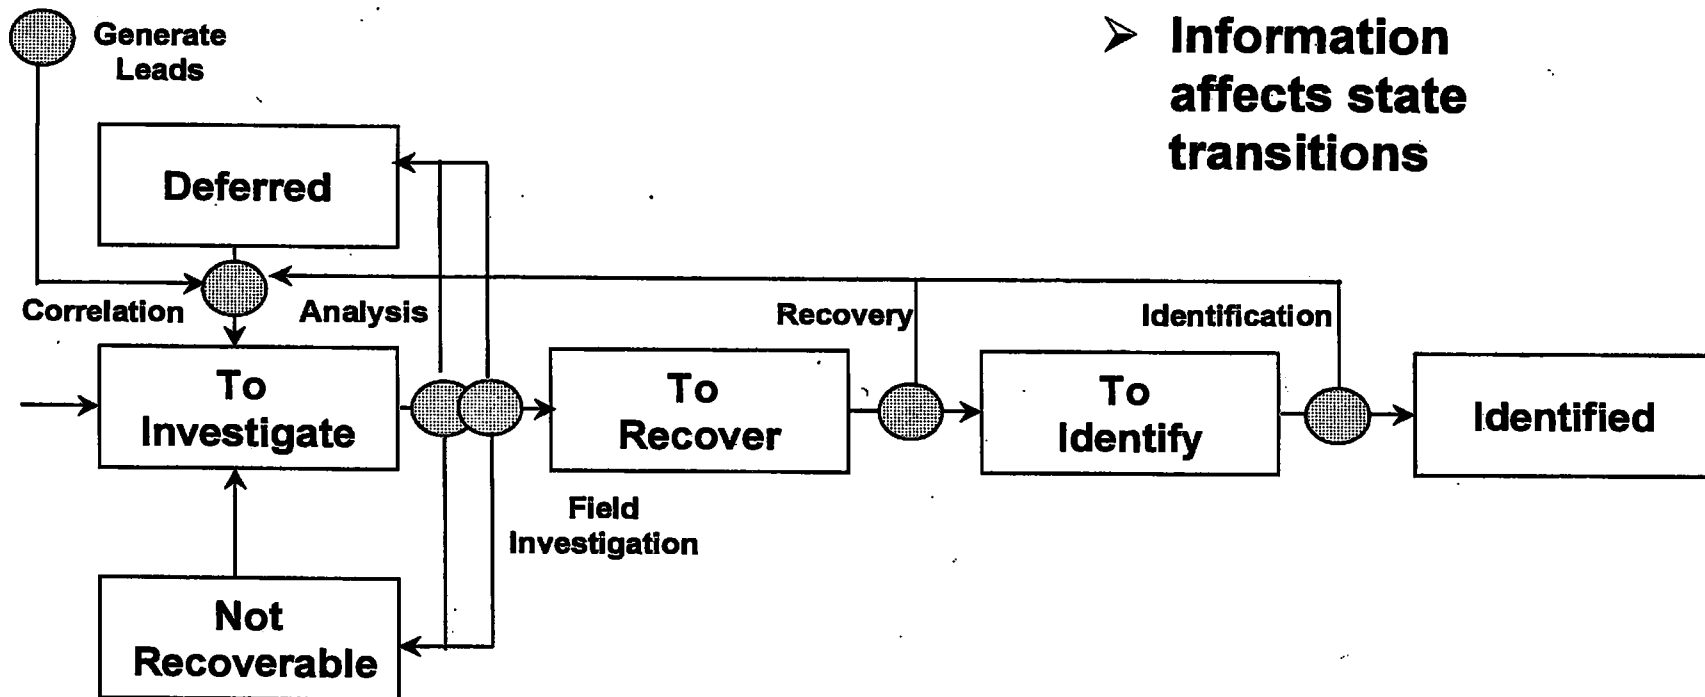 Generate
Leads
➢ Information
affects state
transitions
Deferred
Correlation
Analysis
Recovery
Identification
To
Investigate
To
Recover
To
Identify
Identified
Field
Investigation
Not
Recoverable